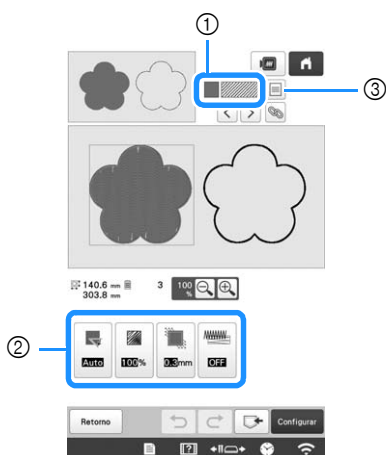 ①
③
140.6 mm 3 100 %
303.8 mm
②
Auto 100% 0.3mm OFF
Retorno Configurar